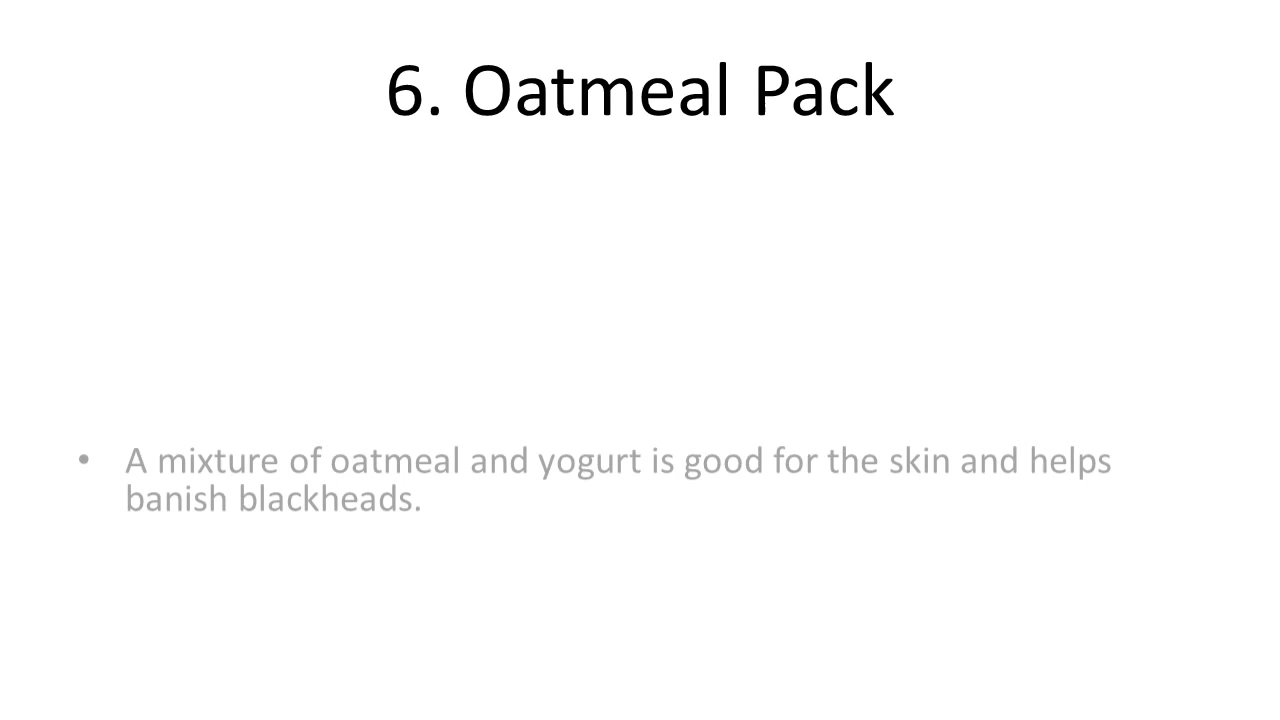 6. Oatmeal Pack
• A mixture of oatmeal and yogurt is good for the skin and helps
banish blackheads.